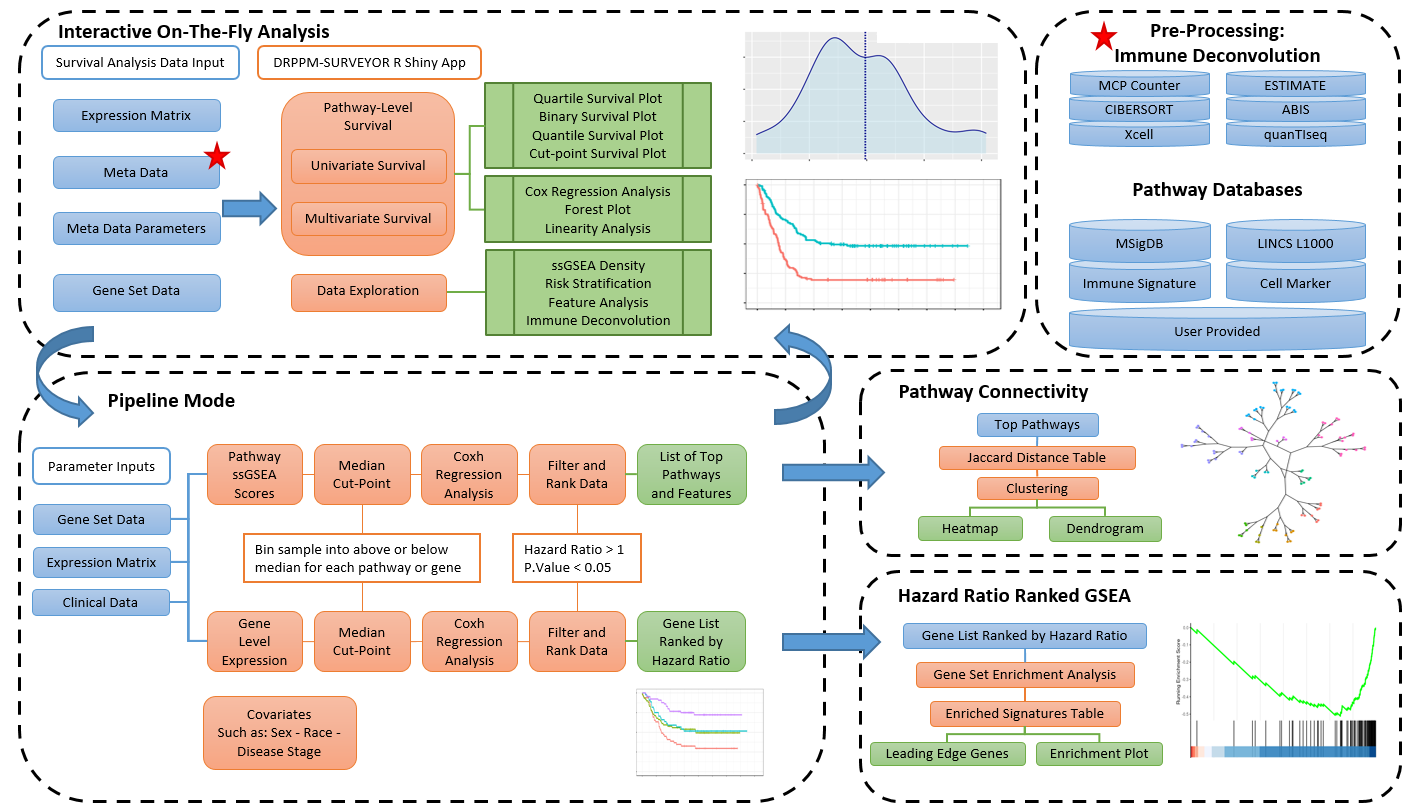 Interactive On-The-Fly Analysis
Survival Analysis Data Input
DRPPM-SURVEYOR R Shiny App
Expression Matrix
Meta Data
Meta Data Parameters
Gene Set Data
Pathway-Level
Survival
Univariate Survival
Multivariate Survival
Data Exploration
Quartile Survival Plot
Binary Survival Plot
Quantile Survival Plot
Cut-point Survival Plot
Cox Regression Analysis
Forest Plot
Linearity Analysis
ssGSEA Density
Risk Stratification
Feature Analysis
Immune Deconvolution
Pre-Processing:
Immune Deconvolution
MCP Counter
ESTIMATE
CIBERSORT
ABIS
Xcell
quanTIseq
Pathway Databases
MSigDB
LINCS L1000
Immune Signature
Cell Marker
User Provided
Pipeline Mode
Parameter Inputs
Gene Set Data
Expression Matrix
Clinical Data
Pathway
ssGSEA
Scores
Median
Cut-Point
Coxh
Regression
Analysis
Filter and
Rank Data
List of Top
Pathways
and Features
Bin sample into above or below
median for each pathway or gene
Hazard Ratio > 1
P.Value < 0.05
Gene
Level
Expression
Median
Cut-Point
Coxh
Regression
Analysis
Filter and
Rank Data
Gene List
Ranked by
Hazard Ratio
Covariates
Such as: Sex - Race -
Disease Stage
Pathway Connectivity
Top Pathways
Jaccard Distance Table
Clustering
Heatmap
Dendrogram
Hazard Ratio Ranked GSEA
Gene List Ranked by Hazard Ratio
Gene Set Enrichment Analysis
Enriched Signatures Table
Leading Edge Genes
Enrichment Plot
Running Enrichment Score